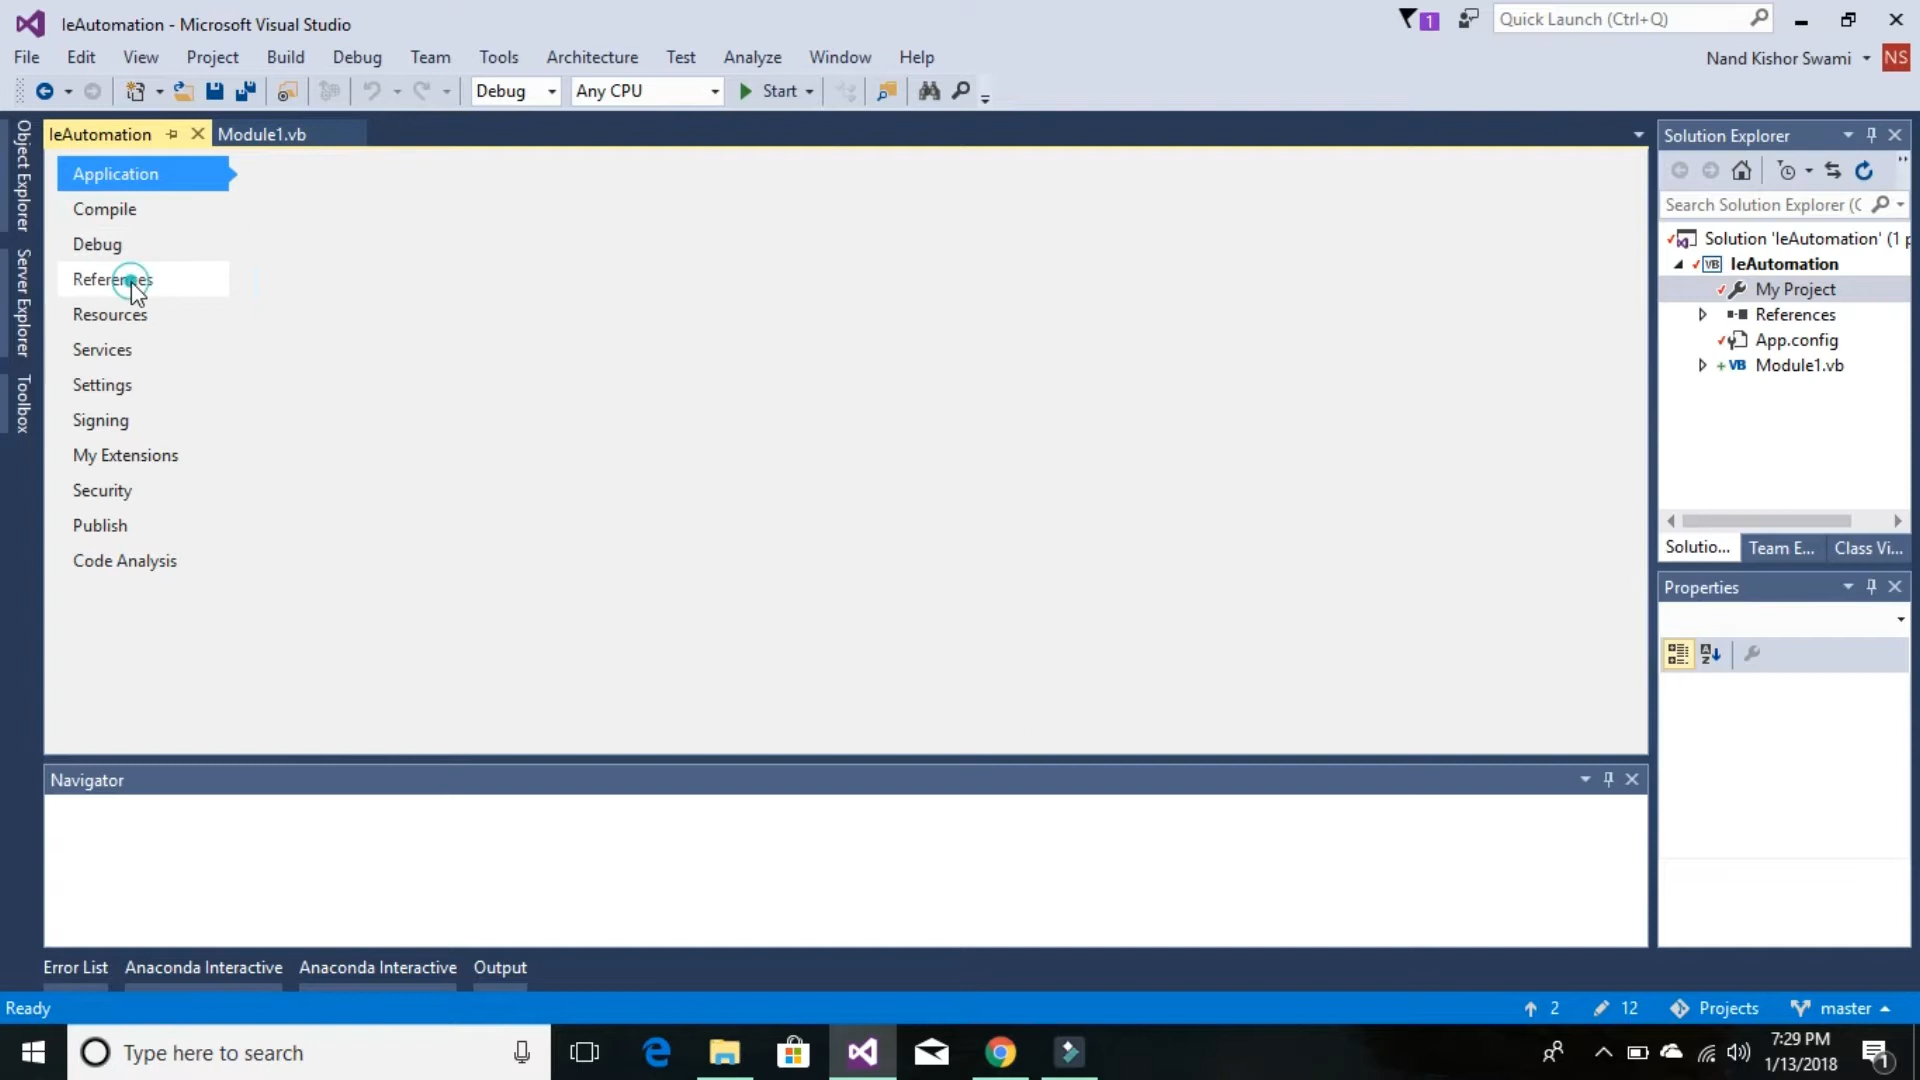 IeAutomation - Microsoft Visual Studio
1
Quick Launch (Ctrl+Q)
File Edit View Project Build Debug Team Tools Architecture Test Analyze Window Help
Nand Kishor Swami NS
Debug Any CPU Start
Object Explorer
Server Explorer
Toolbox
IeAutomation Module1.vb
Application
Compile
Debug
References
Resources
Services
Settings
Signing
My Extensions
Security
Publish
Code Analysis
Solution Explorer
Search Solution Explorer (C
Solution 'IeAutomation' (1 p
VB IeAutomation
My Project
References
App.config
VB Module1.vb
Solutio... Team E... Class Vi...
Properties
Navigator
Error List Anaconda Interactive Anaconda Interactive Output
Ready
2 12 Projects master
Type here to search
7:29 PM
1/13/2018
1